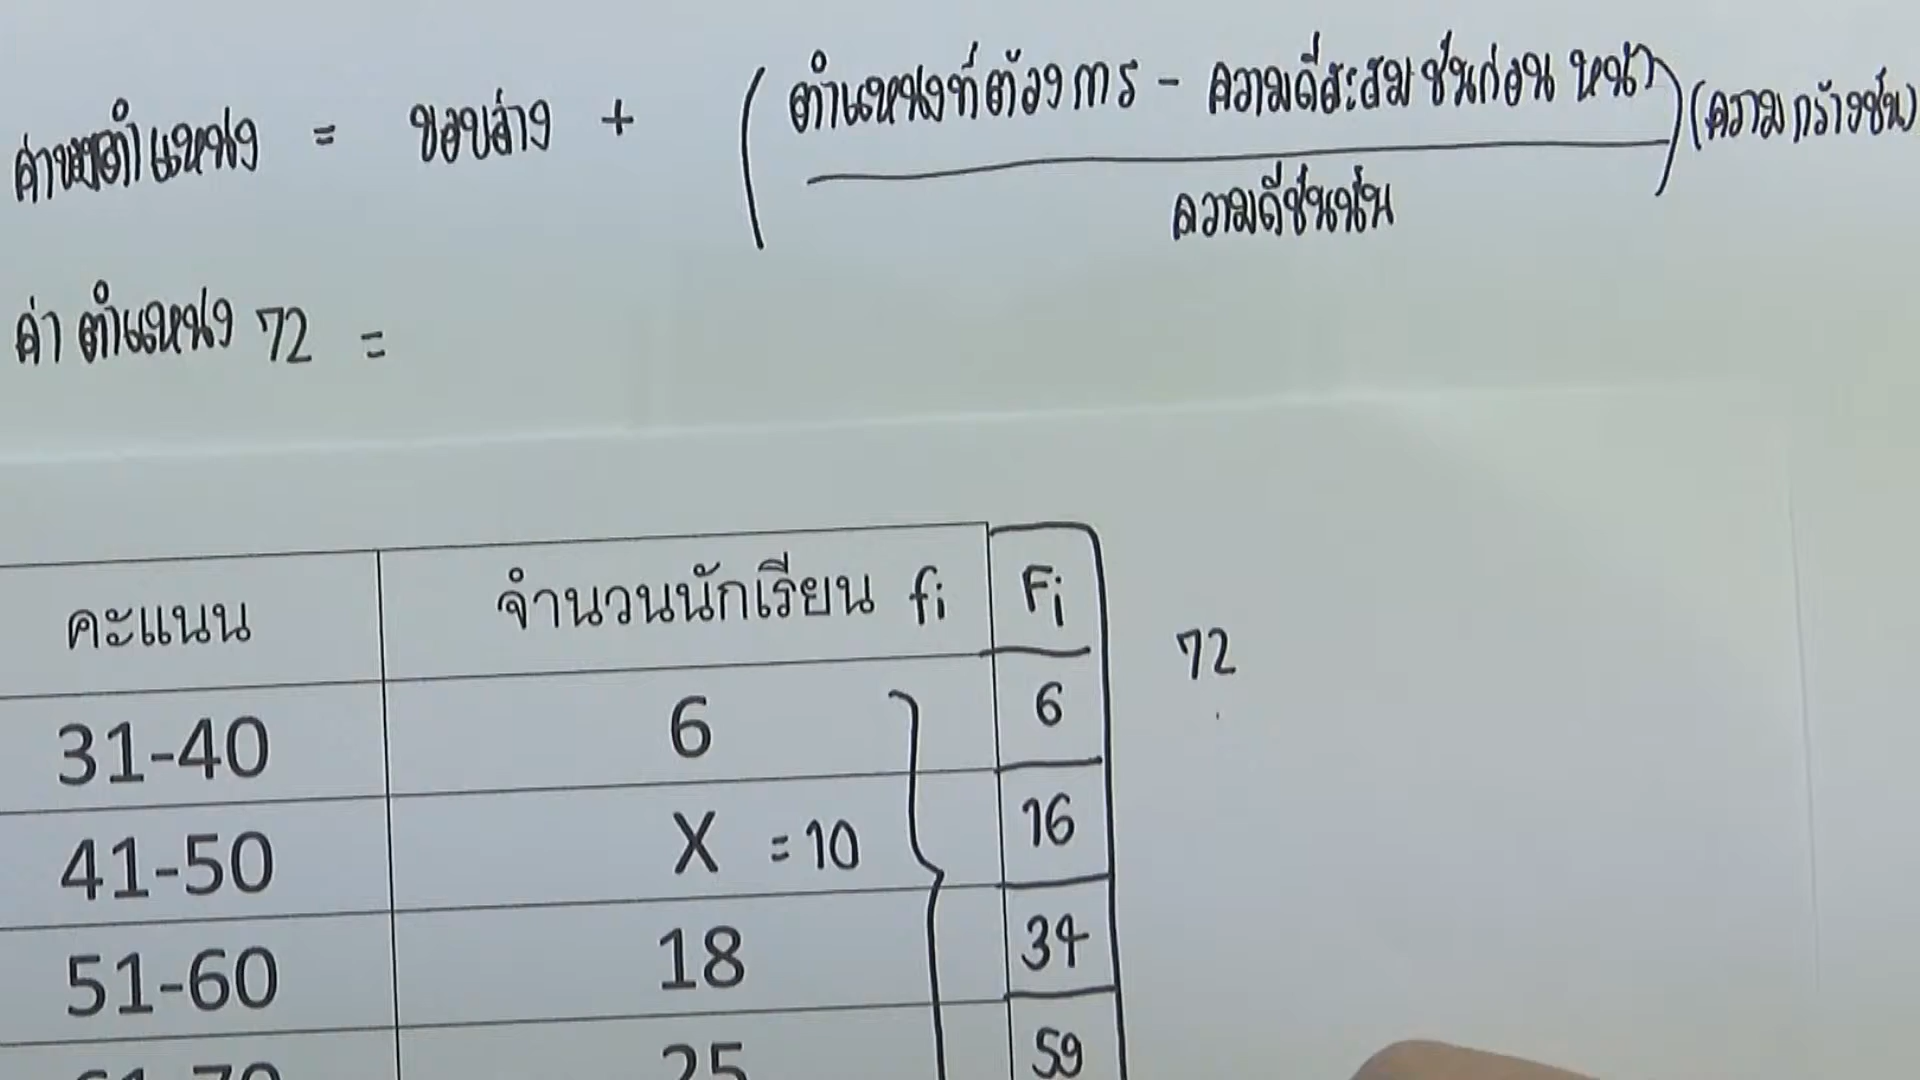 ค่าของตำแหน่ง = ขอบล่าง + (ตำแหน่งที่ต้องการ - ความถี่สะสมชั้นก่อนหน้า) (ความกว้างชั้น)
ความถี่ชั้นนั้น
ค่าตำแหน่ง 72 =
คะแนน จำนวนนักเรียน fi Fi
72
31-40 6 6
41-50 X = 10 16
51-60 18 34
61-70 25 59